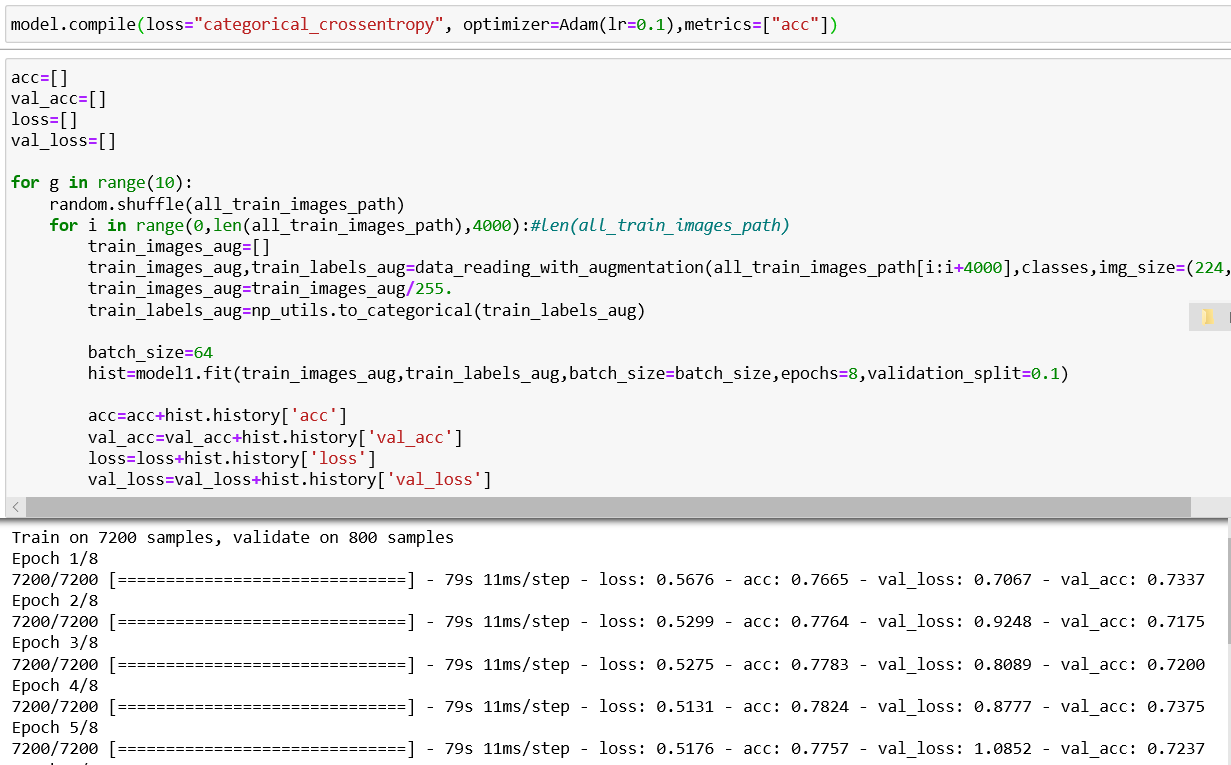 model.compile(loss="categorical_crossentropy", optimizer=Adam(lr=0.1),metrics=["acc"])
acc=[]
val_acc=[]
loss=[]
val_loss=[]
for g in range(10):
random.shuffle(all_train_images_path)
for i in range(0,len(all_train_images_path),4000):#len(all_train_images_path)
train_images_aug=[]
train_images_aug,train_labels_aug=data_reading_with_augmentation(all_train_images_path[i:i+4000],classes,img_size=(224,
train_images_aug=train_images_aug/255.
train_labels_aug=np_utils.to_categorical(train_labels_aug)
batch_size=64
hist=model1.fit(train_images_aug,train_labels_aug,batch_size=batch_size,epochs=8,validation_split=0.1)
acc=acc+hist.history['acc']
val_acc=val_acc+hist.history['val_acc']
loss=loss+hist.history['loss']
val_loss=val_loss+hist.history['val_loss']
Train on 7200 samples, validate on 800 samples
Epoch 1/8
7200/7200 [==============================] - 79s 11ms/step - loss: 0.5676 - acc: 0.7665 - val_loss: 0.7067 - val_acc: 0.7337
Epoch 2/8
7200/7200 [==============================] - 79s 11ms/step - loss: 0.5299 - acc: 0.7764 - val_loss: 0.9248 - val_acc: 0.7175
Epoch 3/8
7200/7200 [==============================] - 79s 11ms/step - loss: 0.5275 - acc: 0.7783 - val_loss: 0.8089 - val_acc: 0.7200
Epoch 4/8
7200/7200 [==============================] - 79s 11ms/step - loss: 0.5131 - acc: 0.7824 - val_loss: 0.8777 - val_acc: 0.7375
Epoch 5/8
7200/7200 [==============================] - 79s 11ms/step - loss: 0.5176 - acc: 0.7757 - val_loss: 1.0852 - val_acc: 0.7237